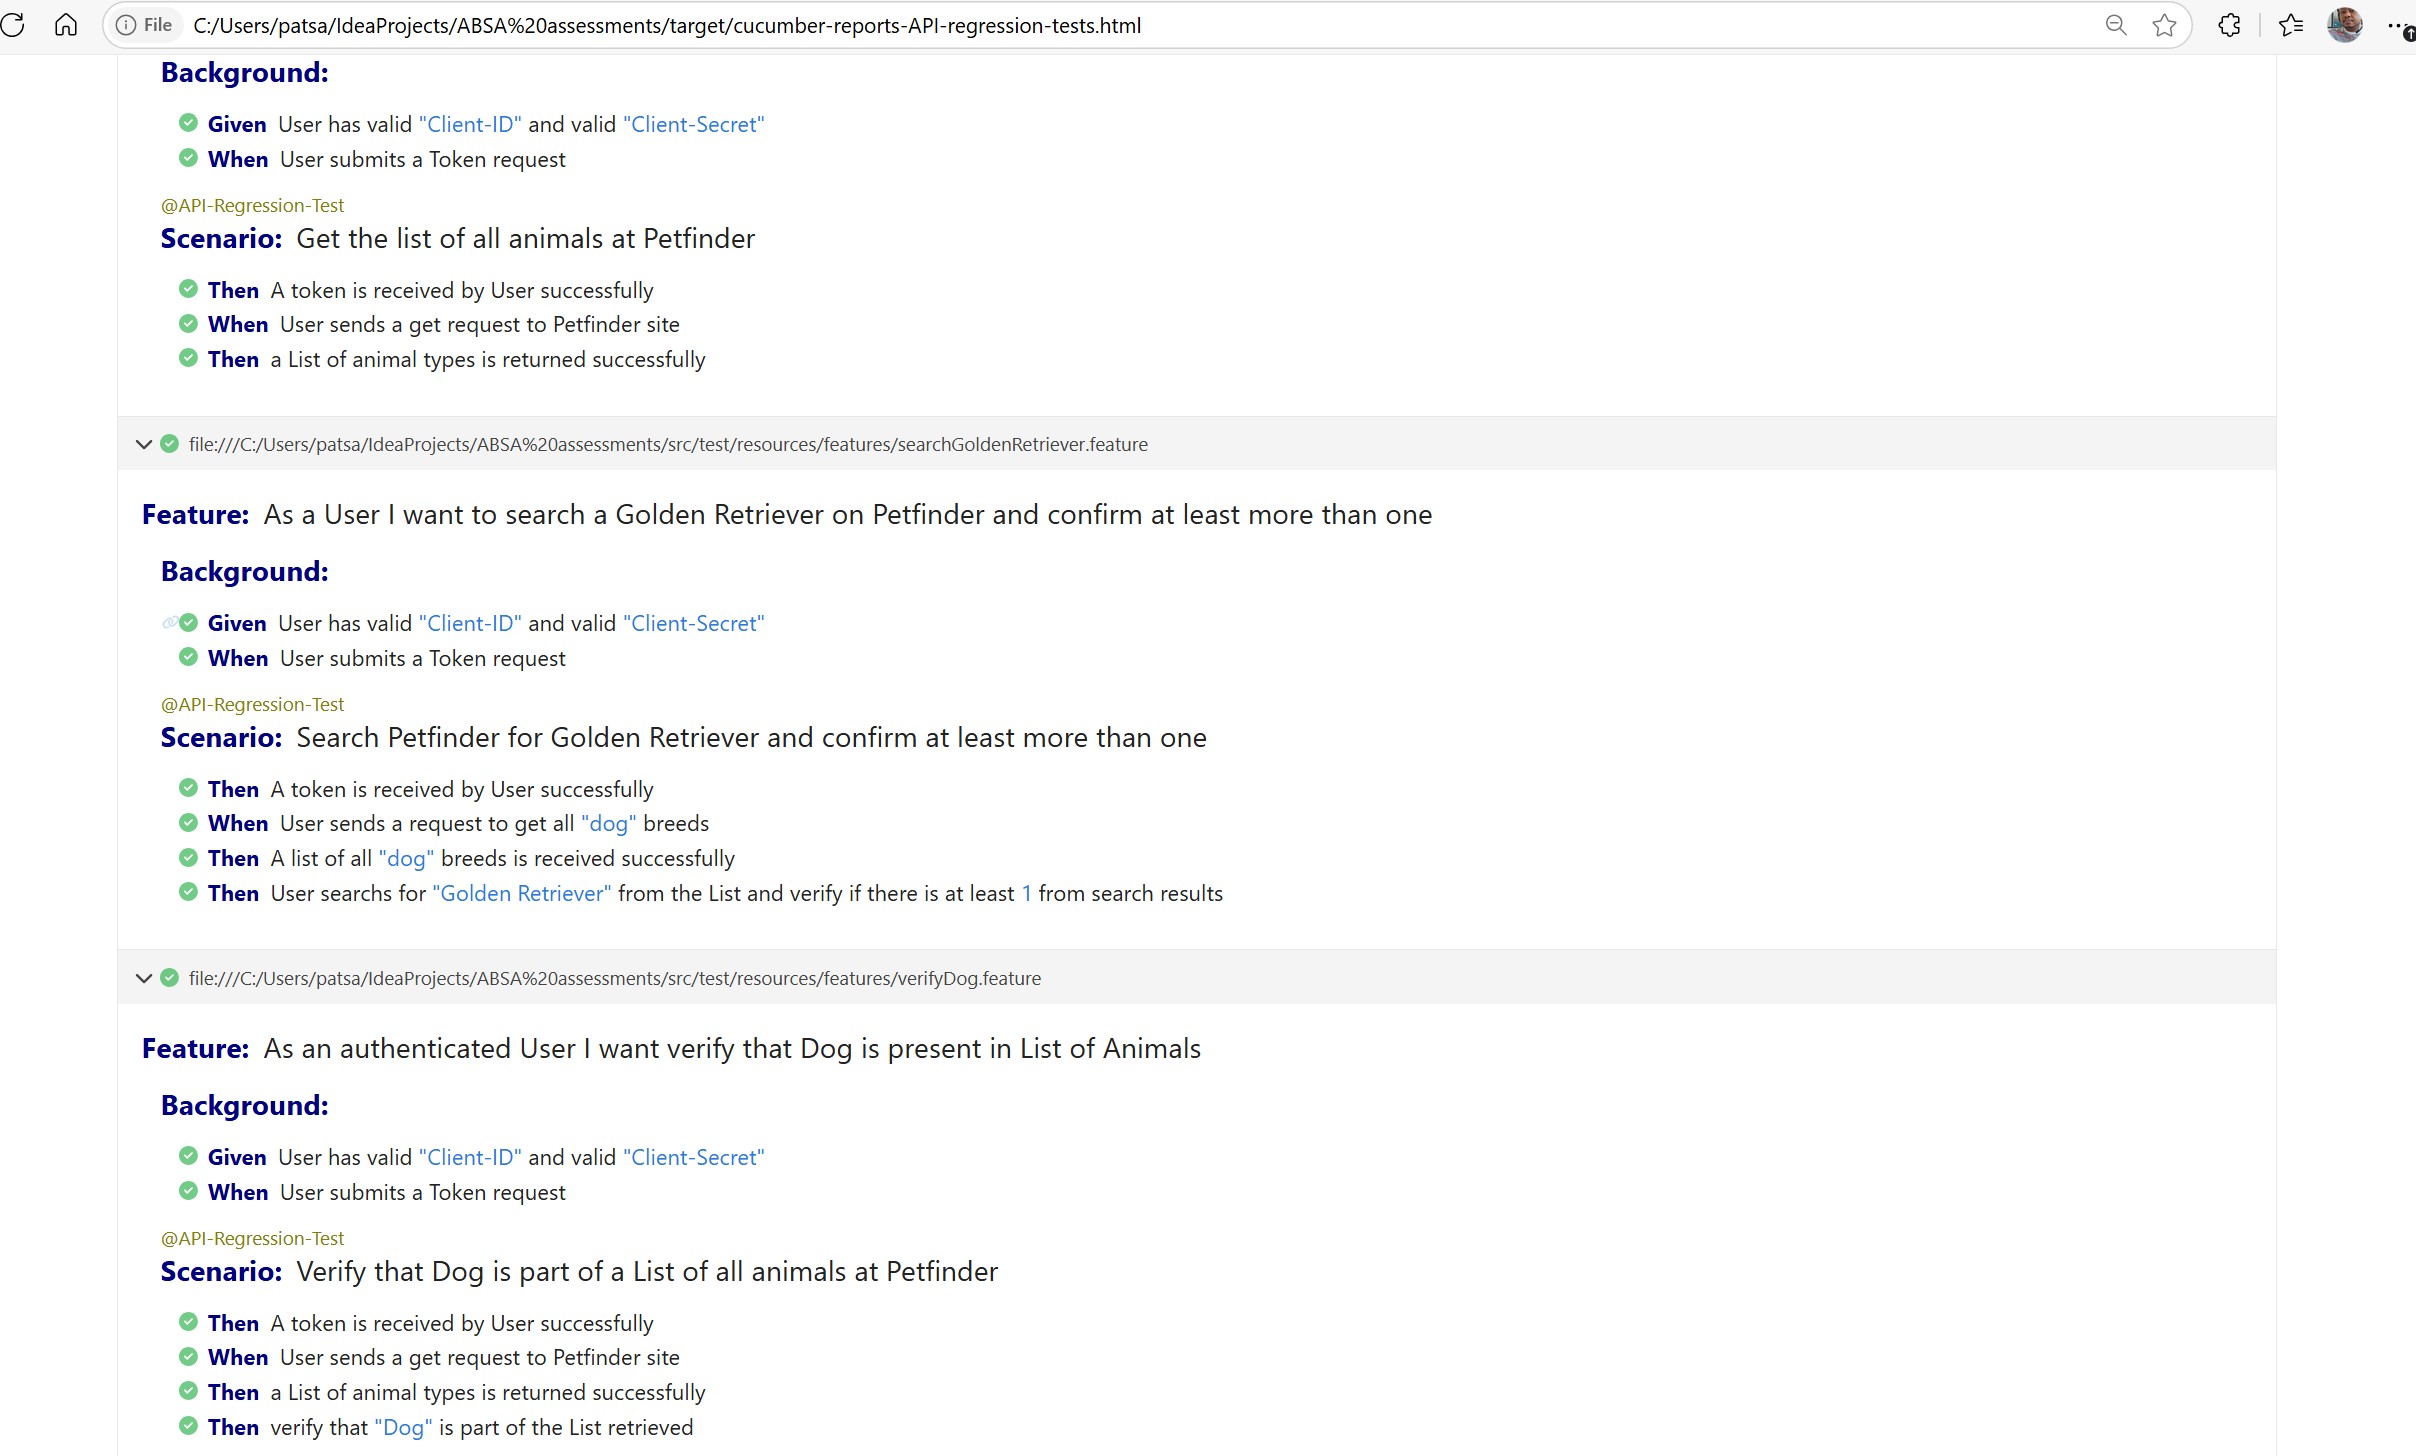 File C:/Users/patsa/IdeaProjects/ABSA%20assessments/target/cucumber-reports-API-regression-tests.html
Background:
Given User has valid "Client-ID" and valid "Client-Secret"
When User submits a Token request
@API-Regression-Test
Scenario: Get the list of all animals at Petfinder
Then A token is received by User successfully
When User sends a get request to Petfinder site
Then a List of animal types is returned successfully
file:///C:/Users/patsa/IdeaProjects/ABSA%20assessments/src/test/resources/features/searchGoldenRetriever.feature
Feature: As a User I want to search a Golden Retriever on Petfinder and confirm at least more than one
Background:
Given User has valid "Client-ID" and valid "Client-Secret"
When User submits a Token request
@API-Regression-Test
Scenario: Search Petfinder for Golden Retriever and confirm at least more than one
Then A token is received by User successfully
When User sends a request to get all "dog" breeds
Then A list of all "dog" breeds is received successfully
Then User searchs for "Golden Retriever" from the List and verify if there is at least 1 from search results
file:///C:/Users/patsa/IdeaProjects/ABSA%20assessments/src/test/resources/features/verifyDog.feature
Feature: As an authenticated User I want verify that Dog is present in List of Animals
Background:
Given User has valid "Client-ID" and valid "Client-Secret"
When User submits a Token request
@API-Regression-Test
Scenario: Verify that Dog is part of a List of all animals at Petfinder
Then A token is received by User successfully
When User sends a get request to Petfinder site
Then a List of animal types is returned successfully
Then verify that "Dog" is part of the List retrieved